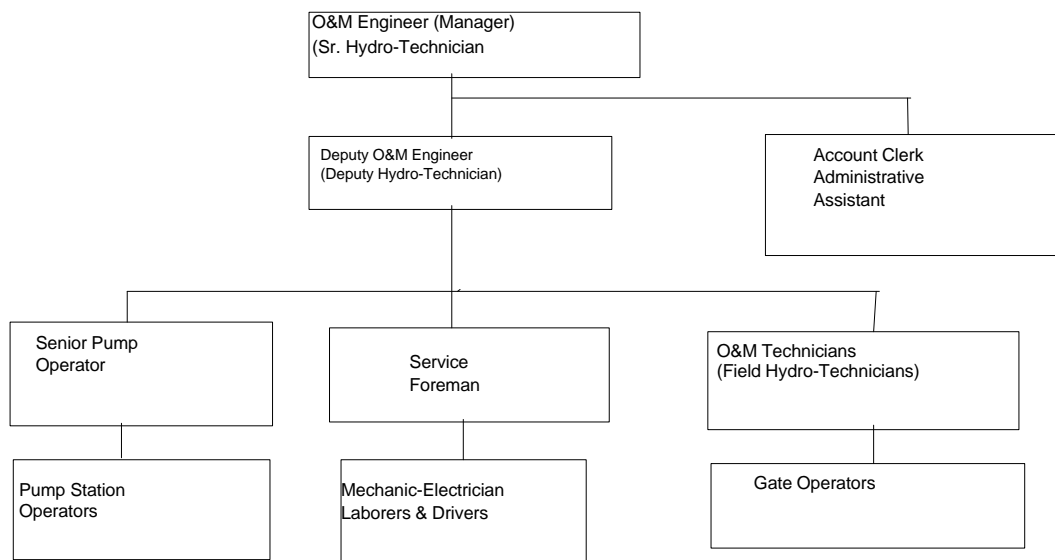 O&M Engineer (Manager)
(Sr. Hydro-Technician
Deputy O&M Engineer
(Deputy Hydro-Technician)
Account Clerk
Administrative
Assistant
Senior Pump
Operator
Service
Foreman
O&M Technicians
(Field Hydro-Technicians)
Pump Station
Operators
Mechanic-Electrician
Laborers & Drivers
Gate Operators